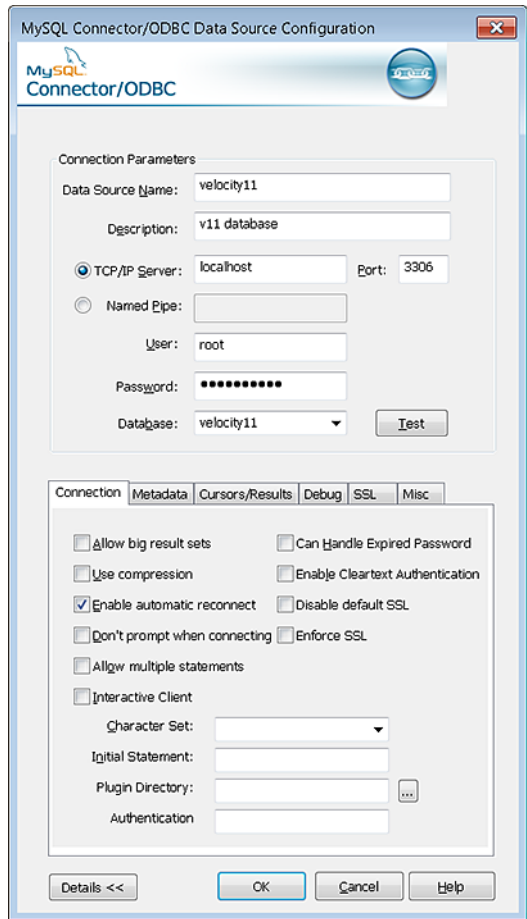 MySQL Connector/ODBC Data Source Configuration
MySQL
Connector/ODBC
Connection Parameters
Data Source Name: velocity11
Description: v11 database
TCP/IP Server: localhost Port: 3306
Named Pipe:
User: root
Password: ●●●●●●●●●●
Database: velocity11 Test
Connection Metadata Cursors/Results Debug SSL Misc
Allow big result sets Can Handle Expired Password
Use compression Enable Cleartext Authentication
Enable automatic reconnect Disable default SSL
Don't prompt when connecting Enforce SSL
Allow multiple statements
Interactive Client
Character Set:
Initial Statement:
Plugin Directory: ...
Authentication
Details << OK Cancel Help